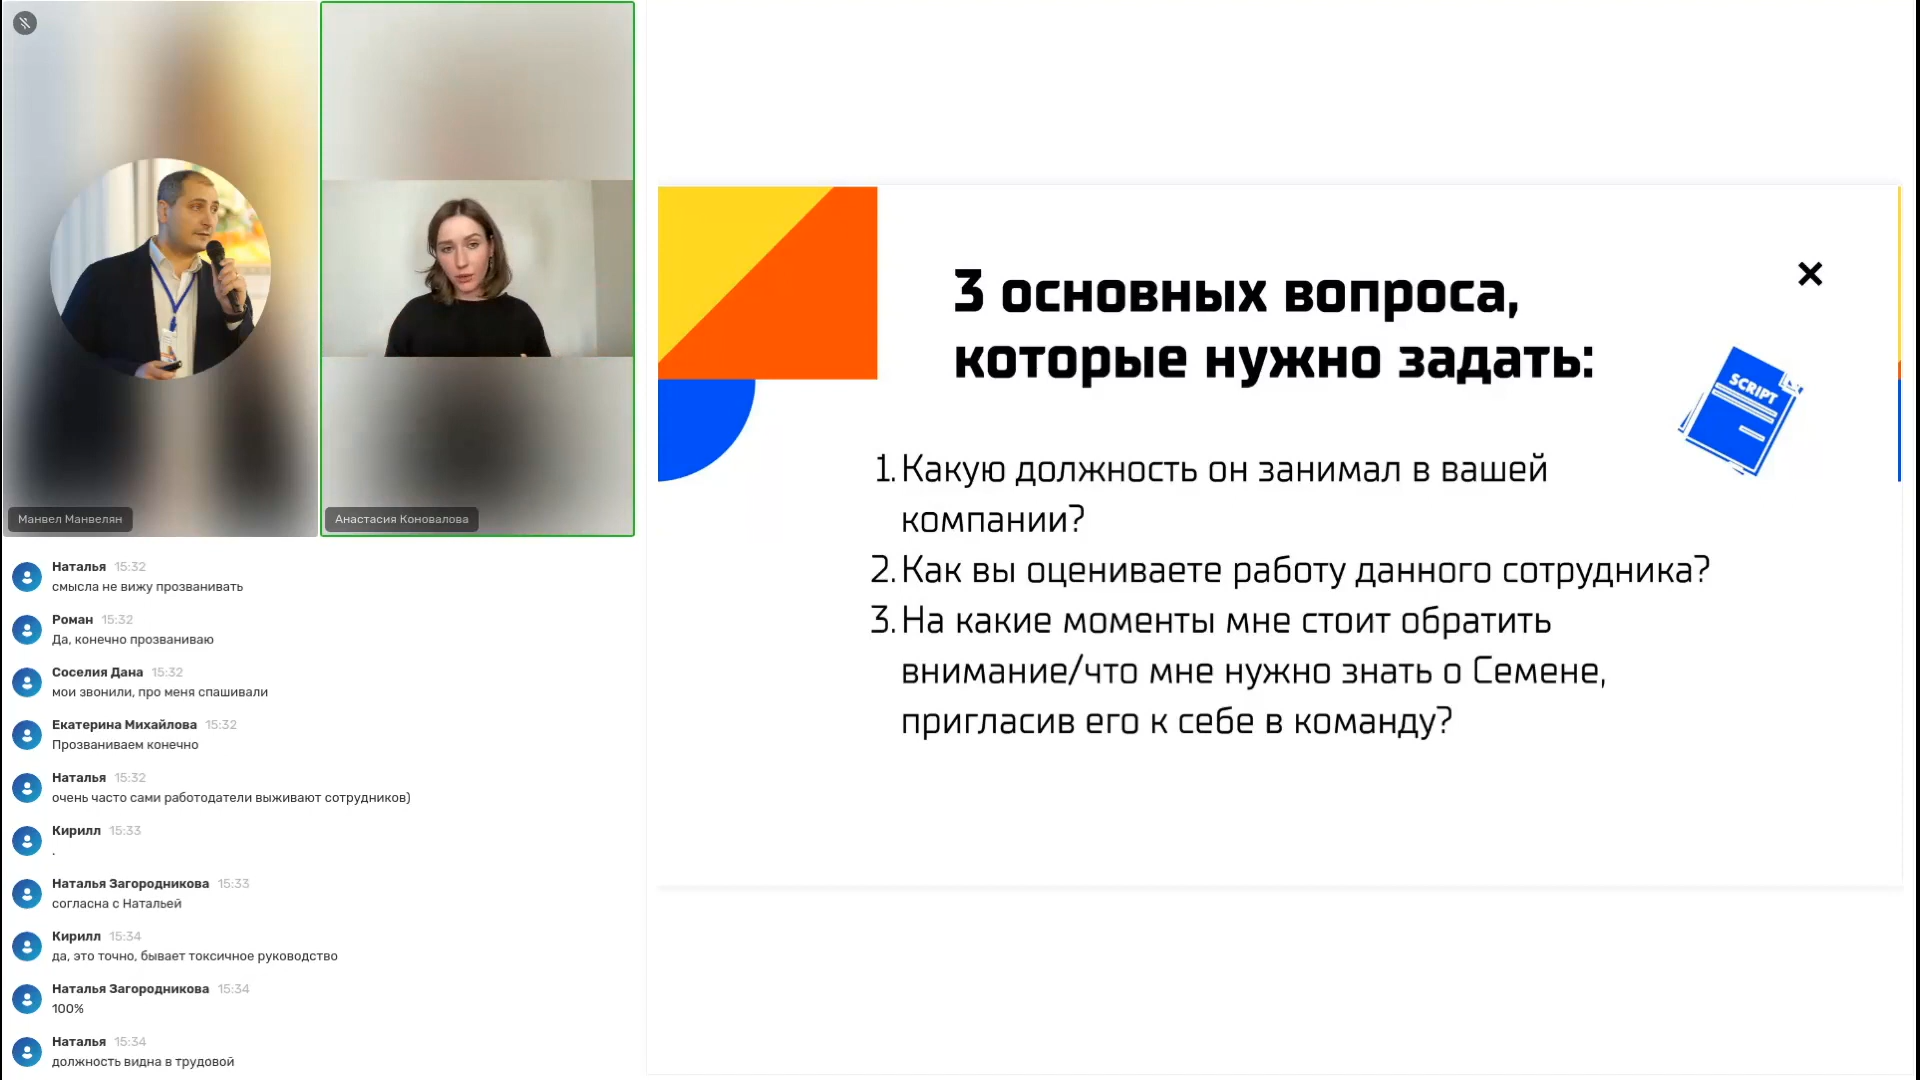 Манвел Манвелян
Анастасия Коновалова
Наталья 15:32
смысла не вижу прозванивать
Роман 15:32
Да, конечно прозваниваю
Соселия Дана 15:32
мои звонили, про меня спашивали
Екатерина Михайлова 15:32
Прозваниваем конечно
Наталья 15:32
очень часто сами работодатели выживают сотрудников)
Кирилл 15:33
.
Наталья Загородникова 15:33
согласна с Натальей
Кирилл 15:34
да, это точно, бывает токсичное руководство
Наталья Загородникова 15:34
100%
Наталья 15:34
должность видна в трудовой
3 основных вопроса,
которые нужно задать:
SCRIPT
1. Какую должность он занимал в вашей
компании?
2. Как вы оцениваете работу данного сотрудника?
3. На какие моменты мне стоит обратить
внимание/что мне нужно знать о Семене,
пригласив его к себе в команду?